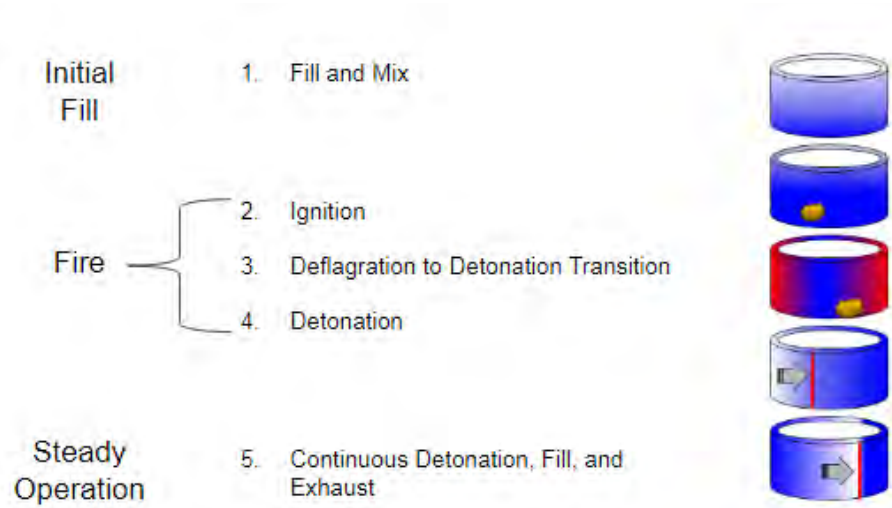 Initial
Fill
1. Fill and Mix
Fire
2. Ignition
3. Deflagration to Detonation Transition
4. Detonation
Steady
Operation
5. Continuous Detonation, Fill, and
Exhaust